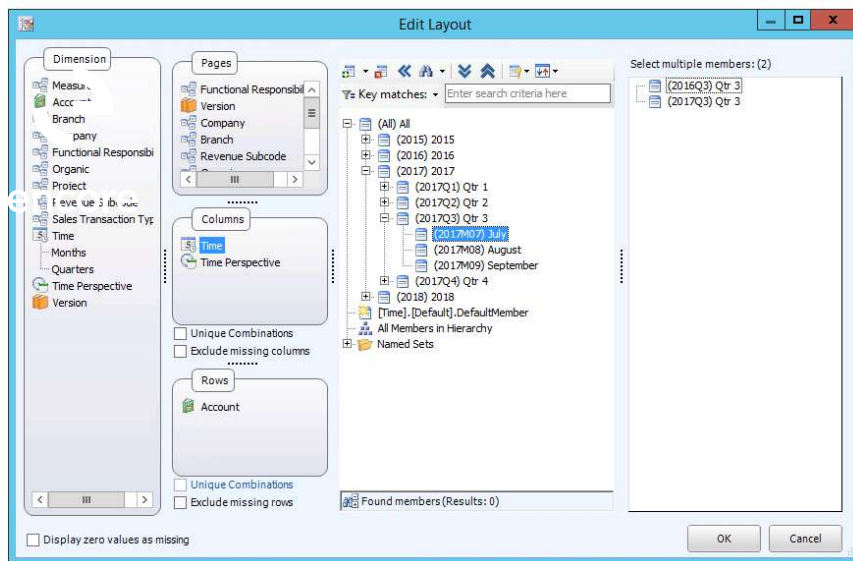 Edit Layout
Dimension
Measure
Branch
pany
Functional Responsibi
Organic
Project
Sales Transaction Typ
Time
Months
Quarters
Time Perspective
Version
Pages
Functional Responsibil
Version
Company
Branch
Revenue Subcode
Columns
Time
Time Perspective
Unique Combinations
Exclude missing columns
Rows
Account
Unique Combinations
Exclude missing rows
Key matches: Enter search criteria here
(All) All
(2015) 2015
(2016) 2016
(2017) 2017
(2017Q1) Qtr 1
(2017Q2) Qtr 2
(2017Q3) Qtr 3
(2017M07) July
(2017M08) August
(2017M09) September
(2017Q4) Qtr 4
(2018) 2018
[Time].[Default].DefaultMember
All Members in Hierarchy
Named Sets
Found members (Results: 0)
Select multiple members: (2)
(2016Q3) Qtr 3
(2017Q3) Qtr 3
Display zero values as missing
OK Cancel
encore